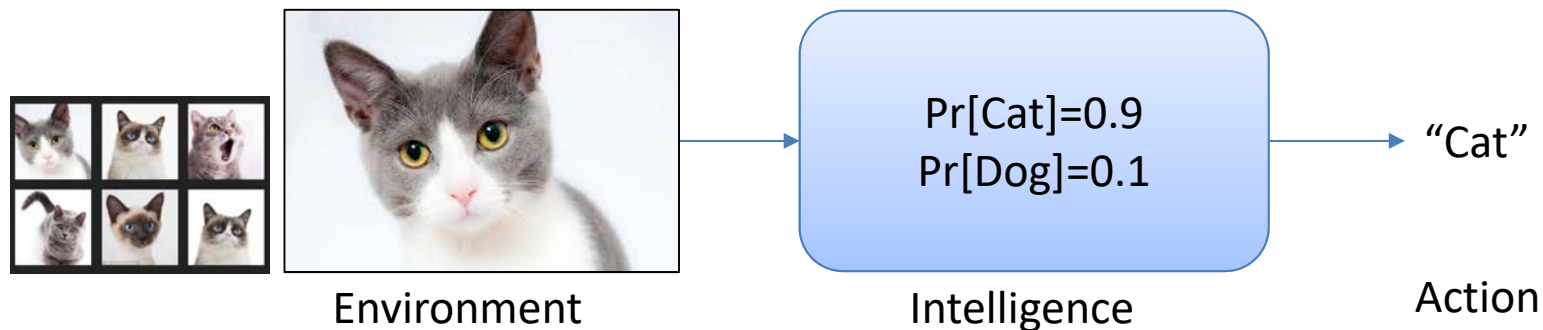 Pr[Cat]=0.9
Pr[Dog]=0.1
“Cat”
Environment
Intelligence
Action